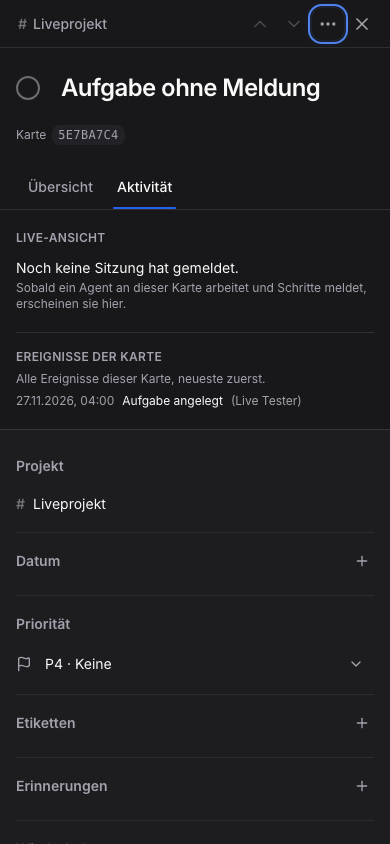 # Liveprojekt
Aufgabe ohne Meldung
Karte 5E7BA7C4
Übersicht Aktivität
LIVE-ANSICHT
Noch keine Sitzung hat gemeldet.
Sobald ein Agent an dieser Karte arbeitet und Schritte meldet,
erscheinen sie hier.
EREIGNISSE DER KARTE
Alle Ereignisse dieser Karte, neueste zuerst.
27.11.2026, 04:00 Aufgabe angelegt (Live Tester)
Projekt
# Liveprojekt
Datum
Priorität
P4 · Keine
Etiketten
Erinnerungen